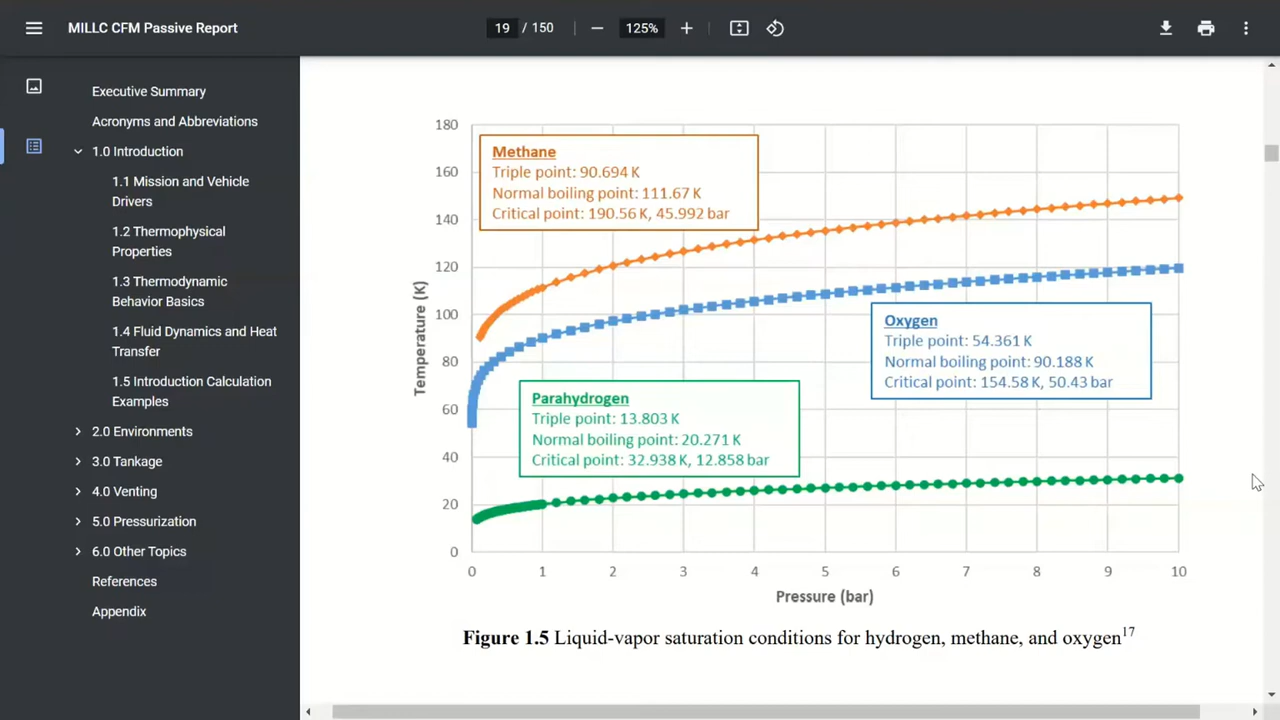 MILLC CFM Passive Report
19 / 150
125%
Executive Summary
Acronyms and Abbreviations
1.0 Introduction
1.1 Mission and Vehicle
Drivers
1.2 Thermophysical
Properties
1.3 Thermodynamic
Behavior Basics
1.4 Fluid Dynamics and Heat
Transfer
1.5 Introduction Calculation
Examples
2.0 Environments
3.0 Tankage
4.0 Venting
5.0 Pressurization
6.0 Other Topics
References
Appendix
180
160
140
120
100
80
60
40
20
0
Temperature (K)
Methane
Triple point: 90.694 K
Normal boiling point: 111.67 K
Critical point: 190.56 K, 45.992 bar
Oxygen
Triple point: 54.361 K
Normal boiling point: 90.188 K
Critical point: 154.58 K, 50.43 bar
Parahydrogen
Triple point: 13.803 K
Normal boiling point: 20.271 K
Critical point: 32.938 K, 12.858 bar
0 1 2 3 4 5 6 7 8 9 10
Pressure (bar)
Figure 1.5 Liquid-vapor saturation conditions for hydrogen, methane, and oxygen17